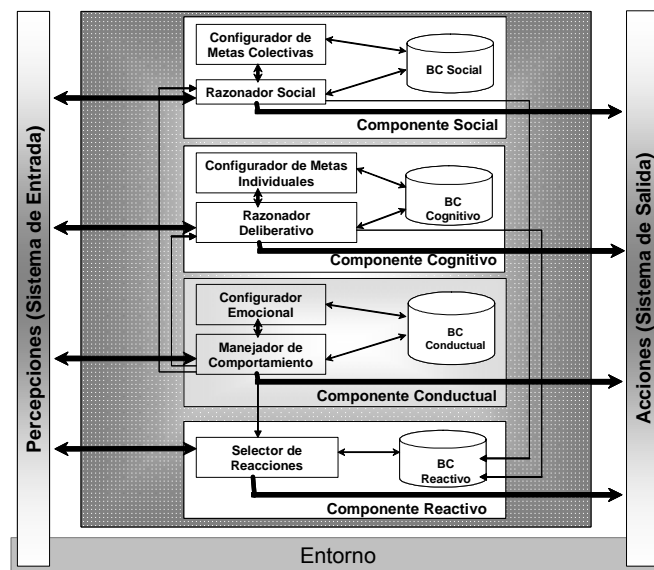 Percepciones (Sistema de Entrada)
Configurador de
Metas Colectivas
BC Social
Razonador Social
Componente Social
Configurador de Metas
Individuales
BC
Cognitivo
Razonador
Deliberativo
Componente Cognitivo
Configurador
Emocional
BC
Conductual
Manejador de
Comportamiento
Componente Conductual
Selector de
Reacciones
BC
Reactivo
Componente Reactivo
Acciones (Sistema de Salida)
Entorno